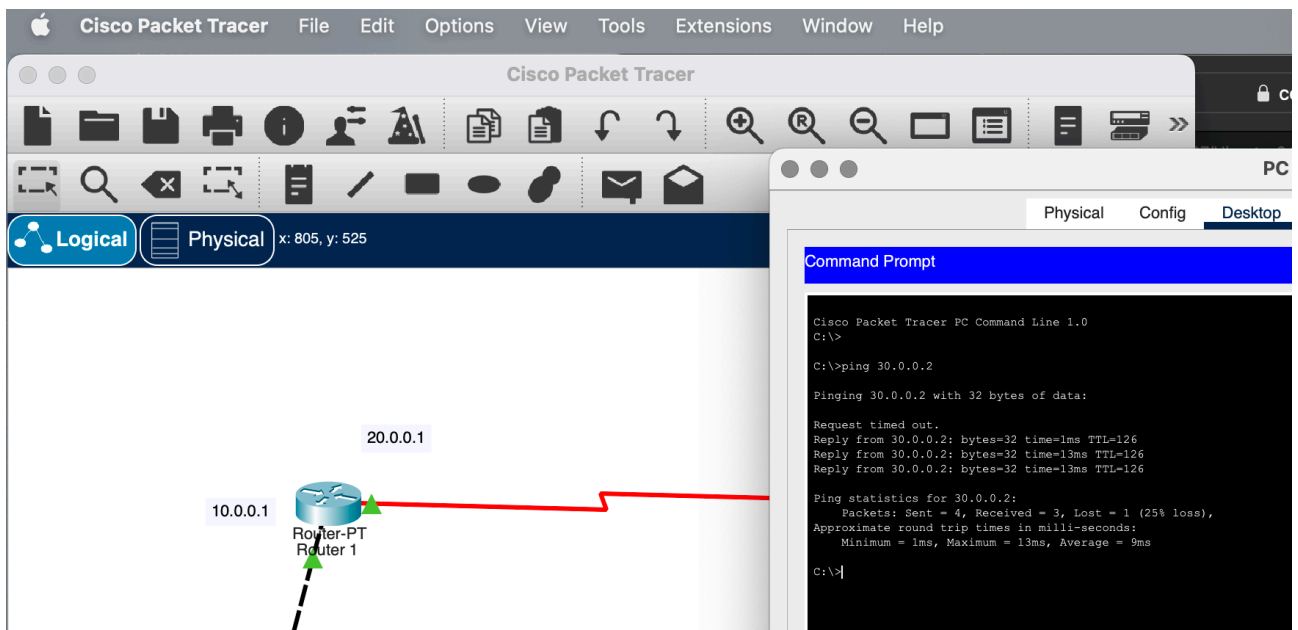 Cisco Packet Tracer File Edit Options View Tools Extensions Window Help
Cisco Packet Tracer
PC
Physical Config Desktop
Logical Physical x: 805, y: 525
Command Prompt
Cisco Packet Tracer PC Command Line 1.0
C:\>
C:\>ping 30.0.0.2
Pinging 30.0.0.2 with 32 bytes of data:
Request timed out.
Reply from 30.0.0.2: bytes=32 time=1ms TTL=126
Reply from 30.0.0.2: bytes=32 time=13ms TTL=126
Reply from 30.0.0.2: bytes=32 time=13ms TTL=126
Ping statistics for 30.0.0.2:
Packets: Sent = 4, Received = 3, Lost = 1 (25% loss),
Approximate round trip times in milli-seconds:
Minimum = 1ms, Maximum = 13ms, Average = 9ms
C:\>
20.0.0.1
10.0.0.1
Router-PT
Router 1